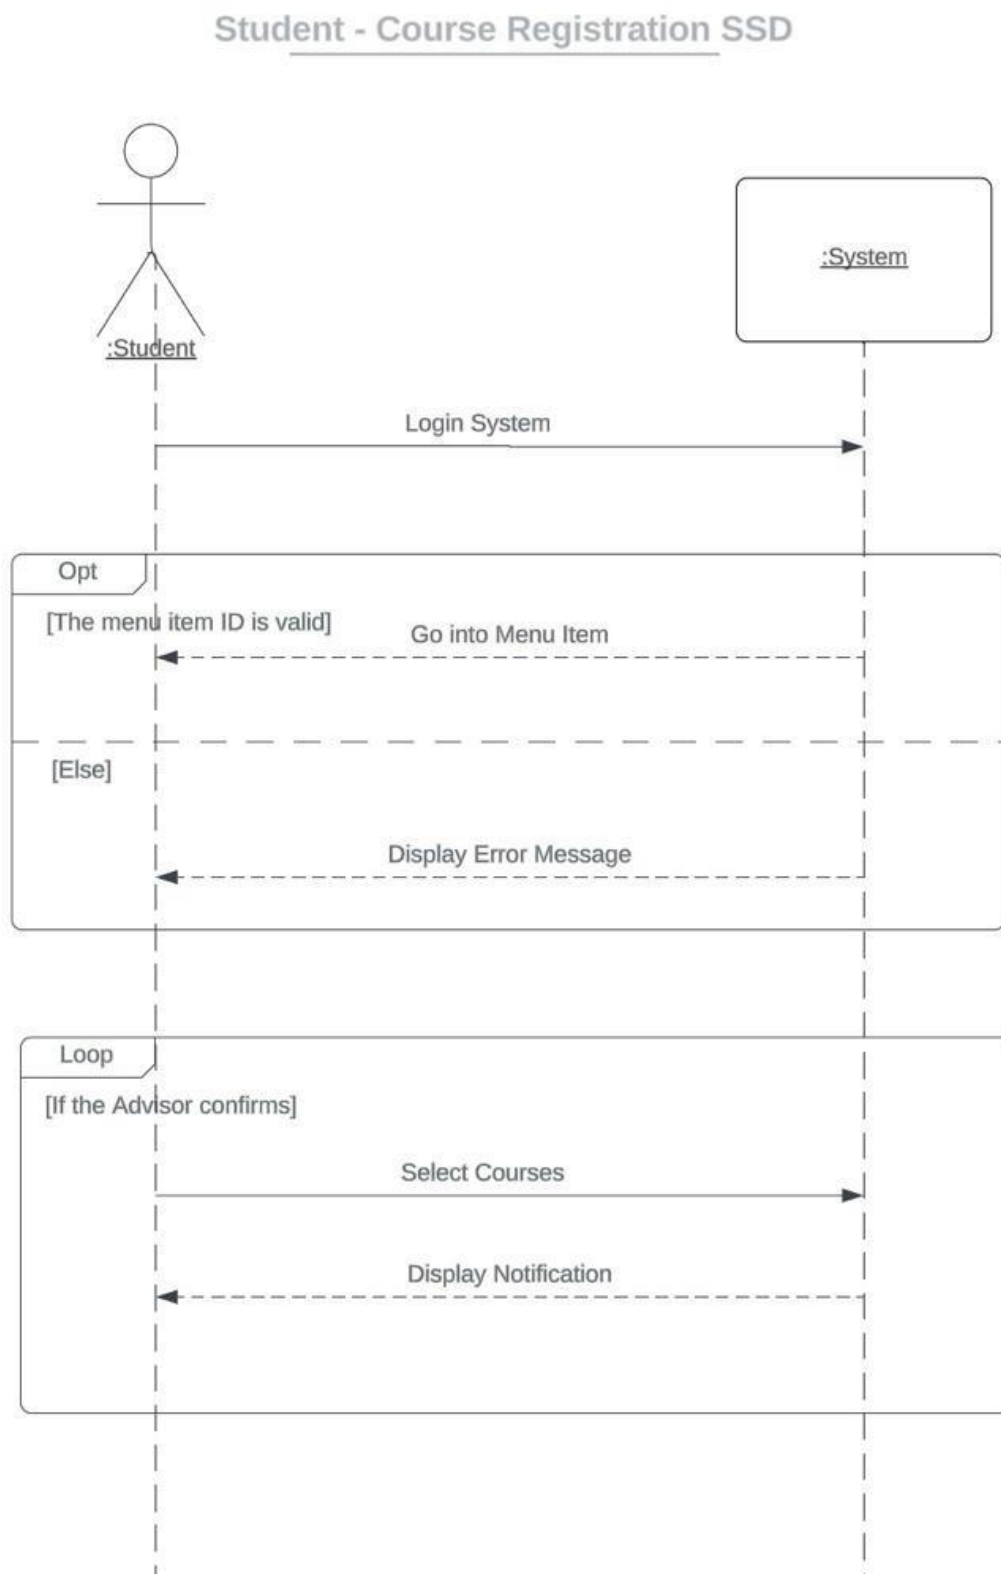 Student - Course Registration SSD
:System
:Student
Login System
Opt
[The menu item ID is valid]
Go into Menu Item
[Else]
Display Error Message
Loop
[If the Advisor confirms]
Select Courses
Display Notification